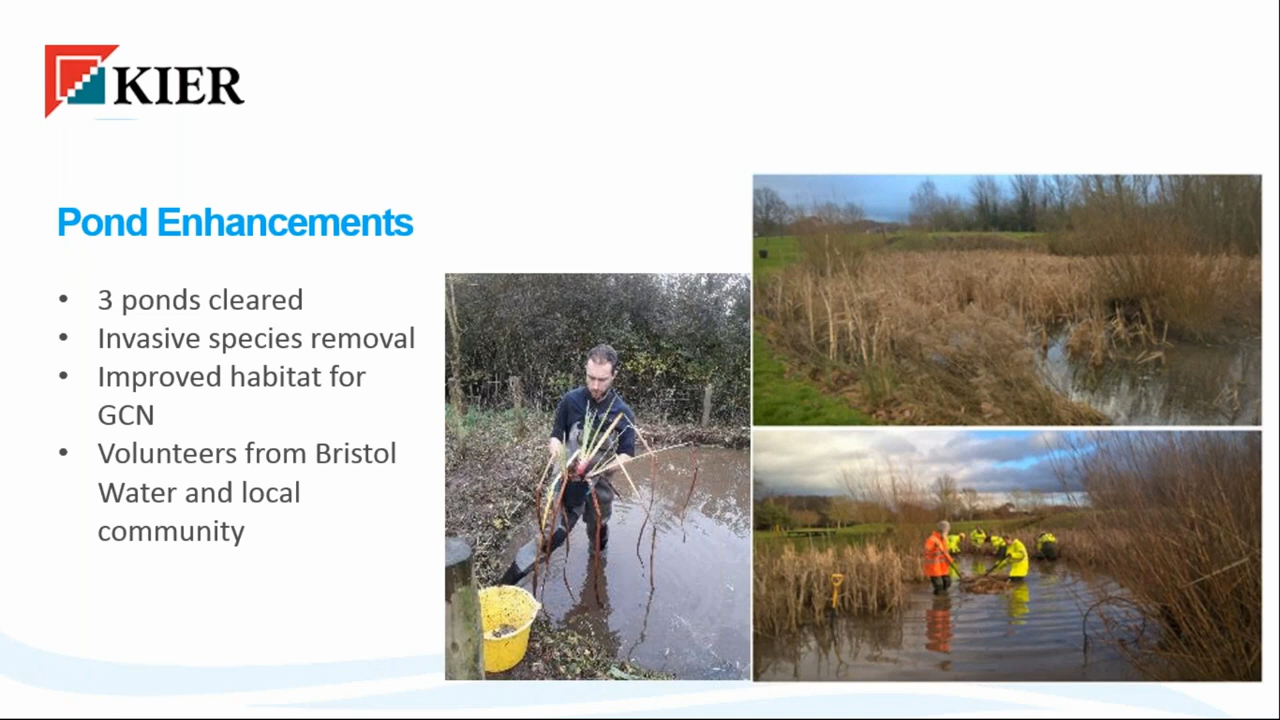 KIER
Pond Enhancements
• 3 ponds cleared
• Invasive species removal
• Improved habitat for
GCN
• Volunteers from Bristol
Water and local
community